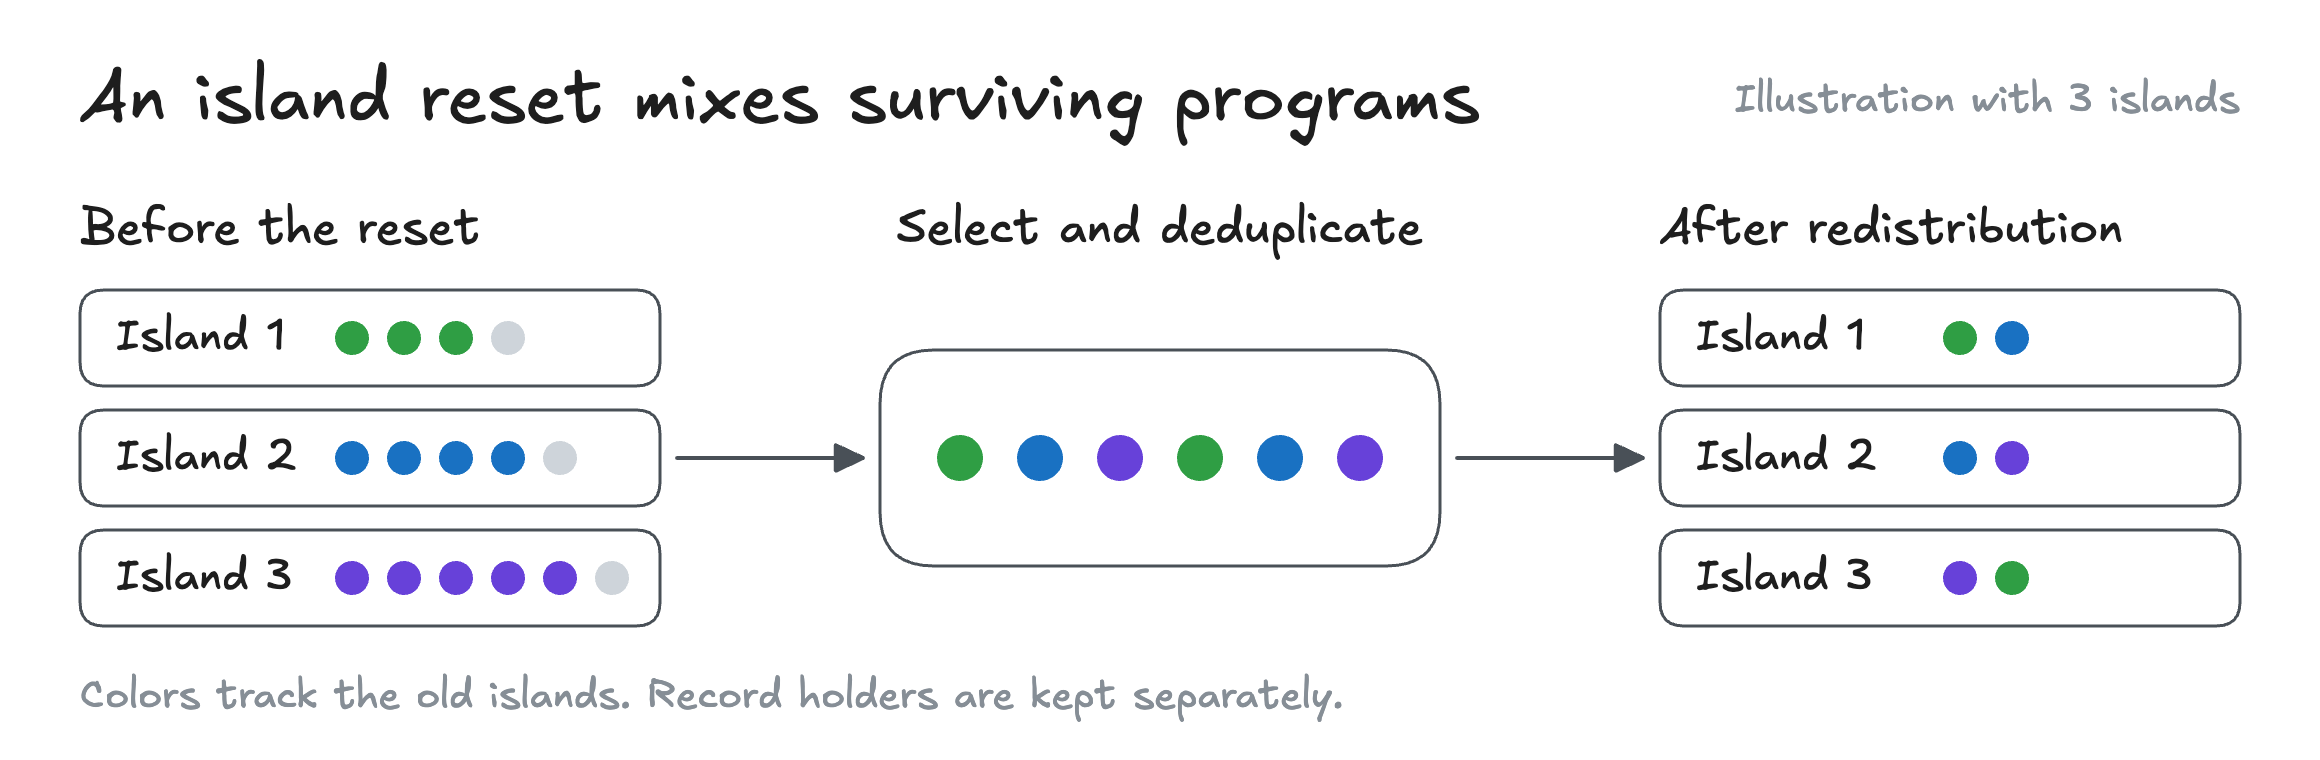 An island reset mixes surviving programs
Illustration with 3 islands
Before the reset
Select and deduplicate
After redistribution
Island 1
Island 2
Island 3
Island 1
Island 2
Island 3
Colors track the old islands. Record holders are kept separately.